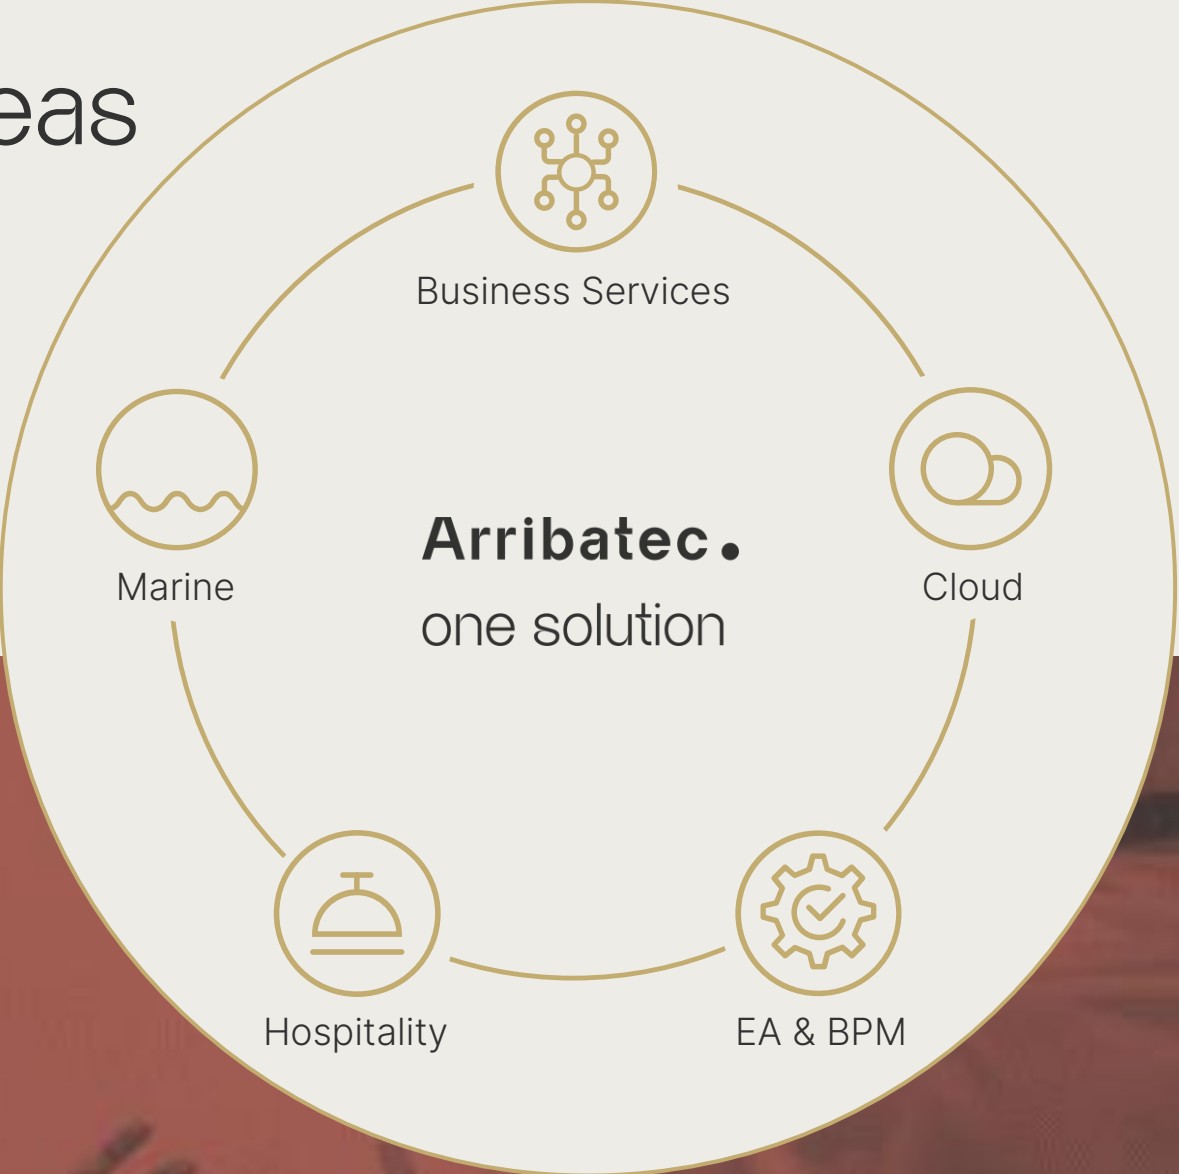 eas
Business Services
Marine
Cloud
Arribatec.
one solution
Hospitality
EA & BPM